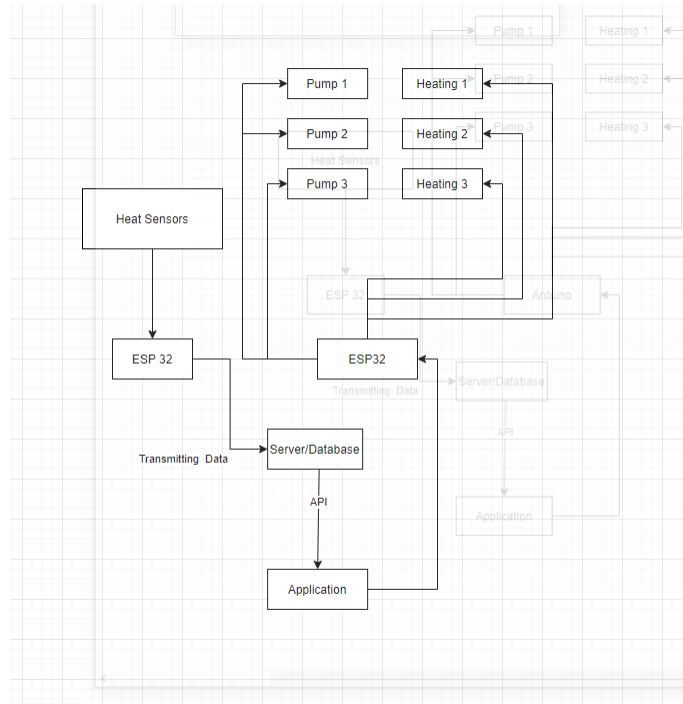 Pump 1
Heating 1
Pump 1
Heating 1
Pump 2
Heating 2
Pump 2
Heating 2
Pump 3
Heating 3
Heat Sensors
Pump 3
Heating 3
Heat Sensors
ESP 32
Arduino
ESP 32
ESP32
Server/Database
Transmitting Data
API
Server/Database
Transmitting Data
API
Application
Application